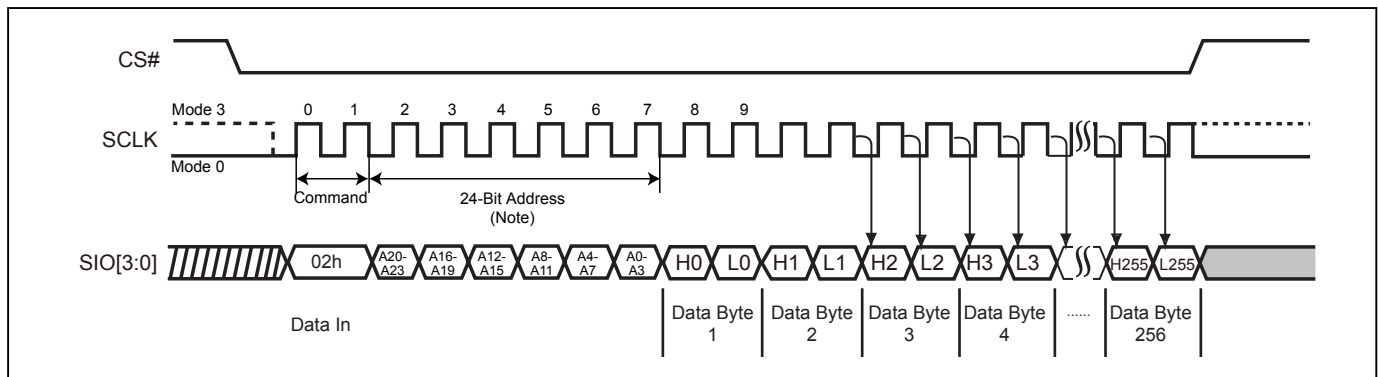 CS#
Mode 3
0 1 2 3 4 5 6 7 8 9
SCLK
Mode 0
Command
24-Bit Address
(Note)
SIO[3:0]
02h
A20-
A23
A16-
A19
A12-
A15
A8-
A11
A4-
A7
A0-
A3
H0 L0 H1 L1 H2 L2 H3 L3 H255 L255
Data In
Data Byte
1
Data Byte
2
Data Byte
3
Data Byte
4
......
Data Byte
256